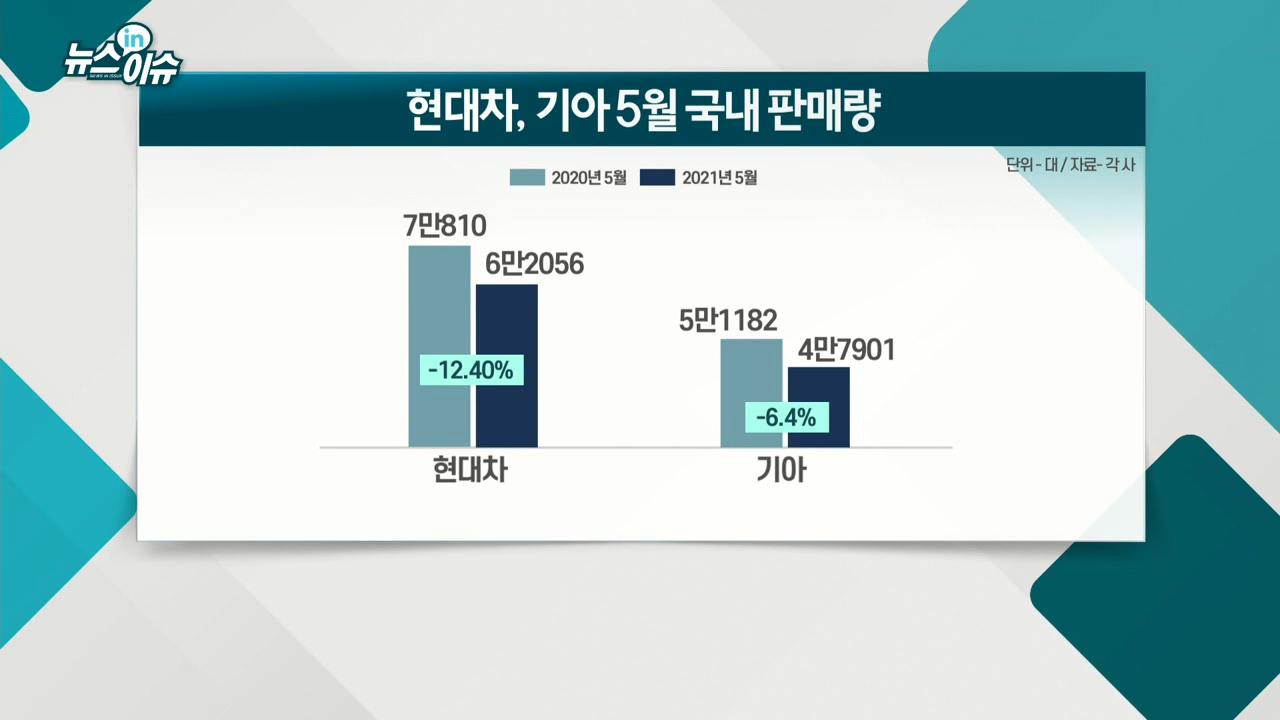 뉴스in이슈
NEWS IN ISSUE
현대차, 기아 5월 국내 판매량
단위 - 대 / 자료- 각 사
2020년 5월 2021년 5월
7만810
6만2056
5만1182
4만7901
-12.40%
-6.4%
현대차 기아